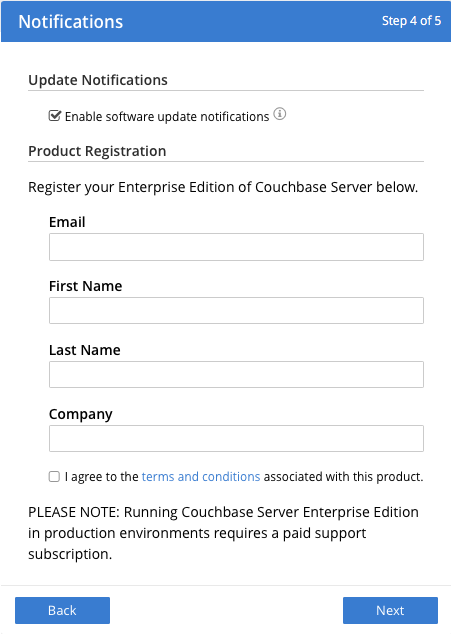 Notifications
Step 4 of 5
Update Notifications
Enable software update notifications
Product Registration
Register your Enterprise Edition of Couchbase Server below.
Email
First Name
Last Name
Company
I agree to the terms and conditions associated with this product.
PLEASE NOTE: Running Couchbase Server Enterprise Edition
in production environments requires a paid support
subscription.
Back
Next